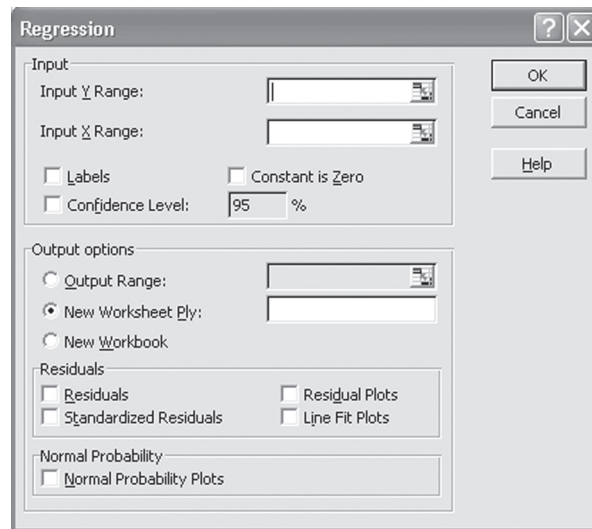 Regression
Input
Input Y Range:
Input X Range:
Labels
Constant is Zero
Confidence Level:
95 %
OK
Cancel
Help
Output options
Output Range:
New Worksheet Ply:
New Workbook
Residuals
Residuals
Residual Plots
Standardized Residuals
Line Fit Plots
Normal Probability
Normal Probability Plots